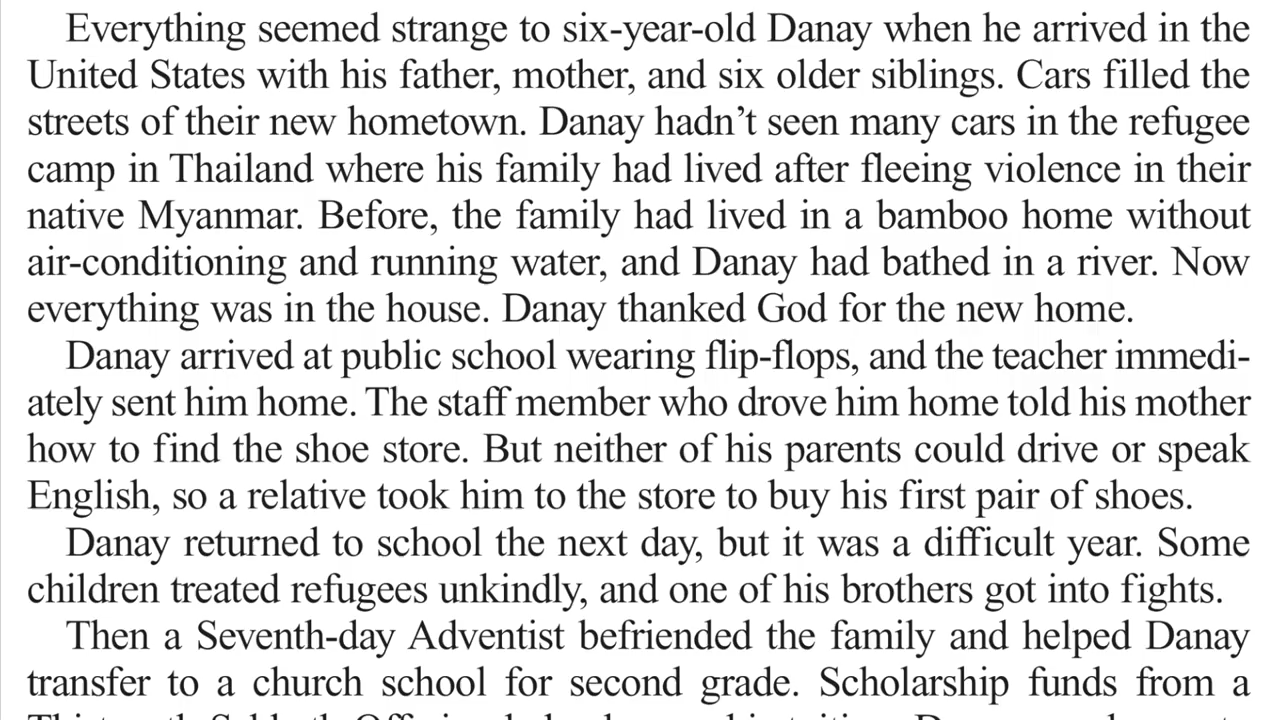 Everything seemed strange to six-year-old Danay when he arrived in the
United States with his father, mother, and six older siblings. Cars filled the
streets of their new hometown. Danay hadn’t seen many cars in the refugee
camp in Thailand where his family had lived after fleeing violence in their
native Myanmar. Before, the family had lived in a bamboo home without
air-conditioning and running water, and Danay had bathed in a river. Now
everything was in the house. Danay thanked God for the new home.
Danay arrived at public school wearing flip-flops, and the teacher immedi-
ately sent him home. The staff member who drove him home told his mother
how to find the shoe store. But neither of his parents could drive or speak
English, so a relative took him to the store to buy his first pair of shoes.
Danay returned to school the next day, but it was a difficult year. Some
children treated refugees unkindly, and one of his brothers got into fights.
Then a Seventh-day Adventist befriended the family and helped Danay
transfer to a church school for second grade. Scholarship funds from a